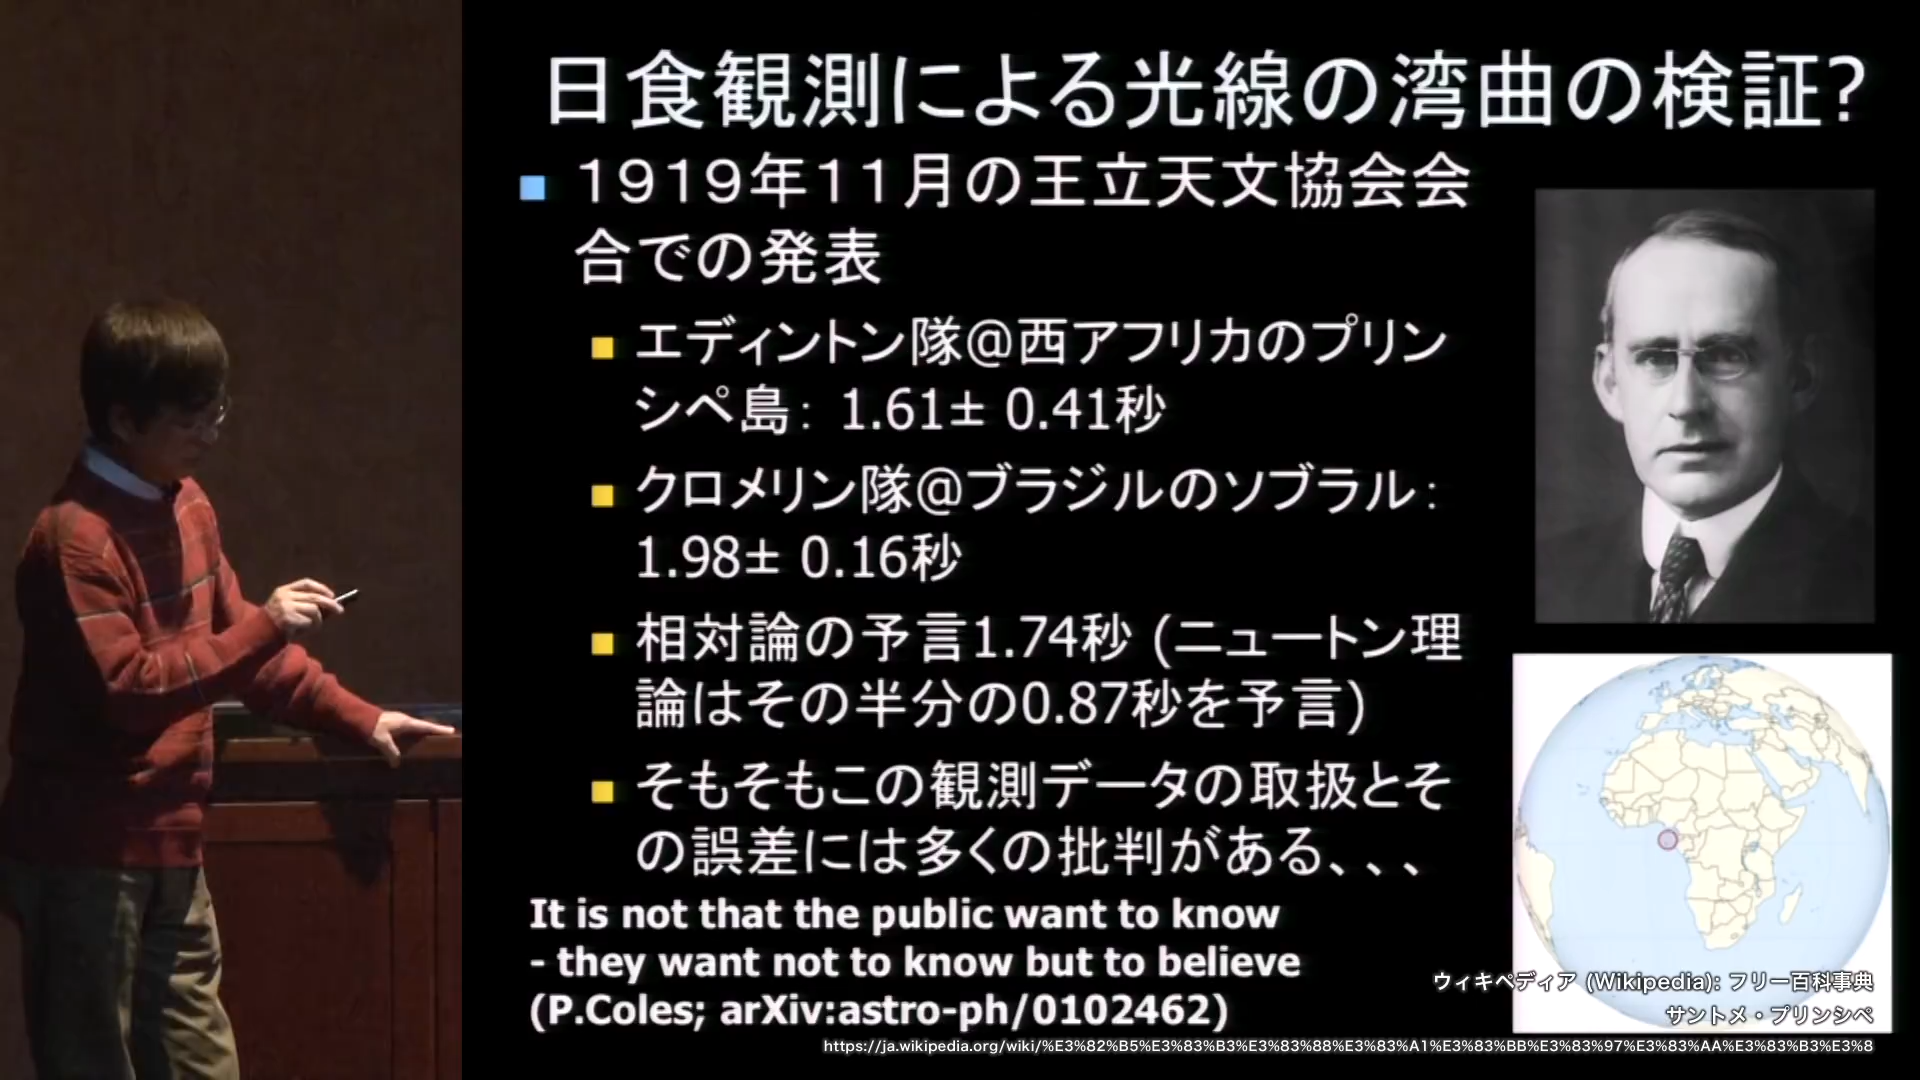 日食観測による光線の湾曲の検証?
1919年11月の王立天文協会会
合での発表
エディントン隊@西アフリカのプリン
シペ島: 1.61± 0.41秒
クロメリン隊@ブラジルのソブラル:
1.98± 0.16秒
相対論の予言1.74秒 (ニュートン理
論はその半分の0.87秒を予言)
そもそもこの観測データの取扱とそ
の誤差には多くの批判がある、、、
It is not that the public want to know
- they want not to know but to believe
(P.Coles; arXiv:astro-ph/0102462)
ウィキペディア (Wikipedia): フリー百科事典
サントメ・プリンシペ
https://ja.wikipedia.org/wiki/%E3%82%B5%E3%83%B3%E3%83%88%E3%83%A1%E3%83%BB%E3%83%97%E3%83%AA%E3%83%B3%E3%8